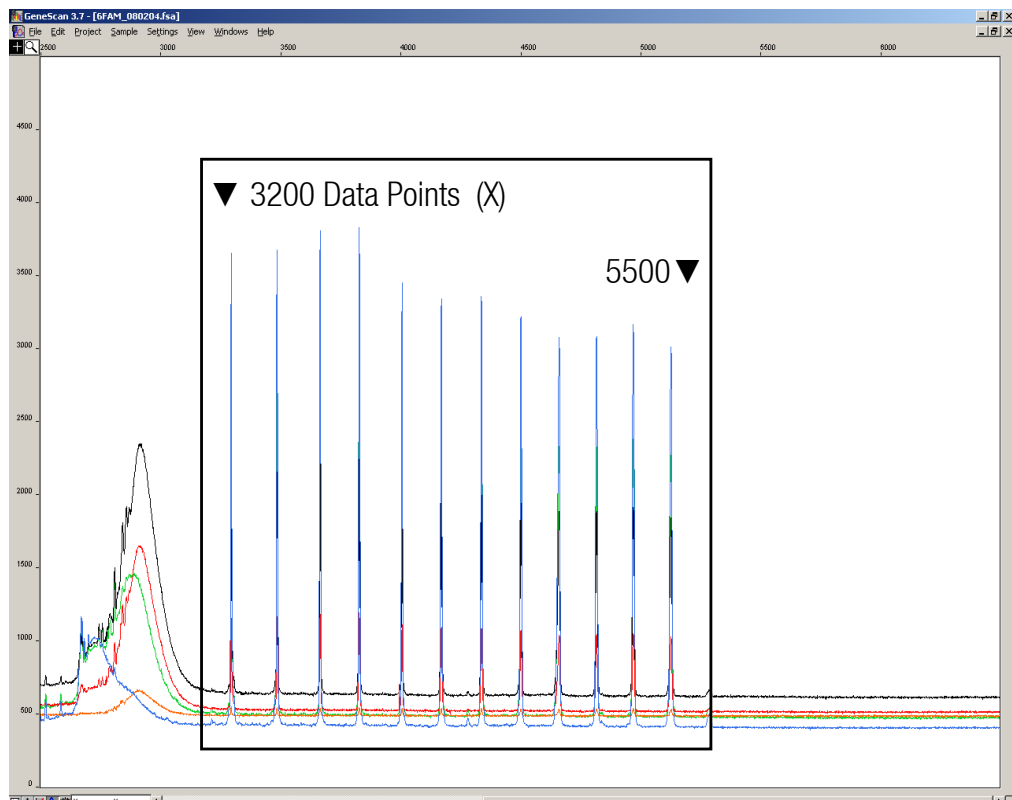 GeneScan 3.7 - [6FAM_080204.fsa]
File Edit Project Sample Settings View Windows Help
2500 3000 3500 4000 4500 5000 5500 6000
4500
4000
▼ 3200 Data Points (X)
3500
5500 ▼
3000
2500
2000
1500
1000
500
0